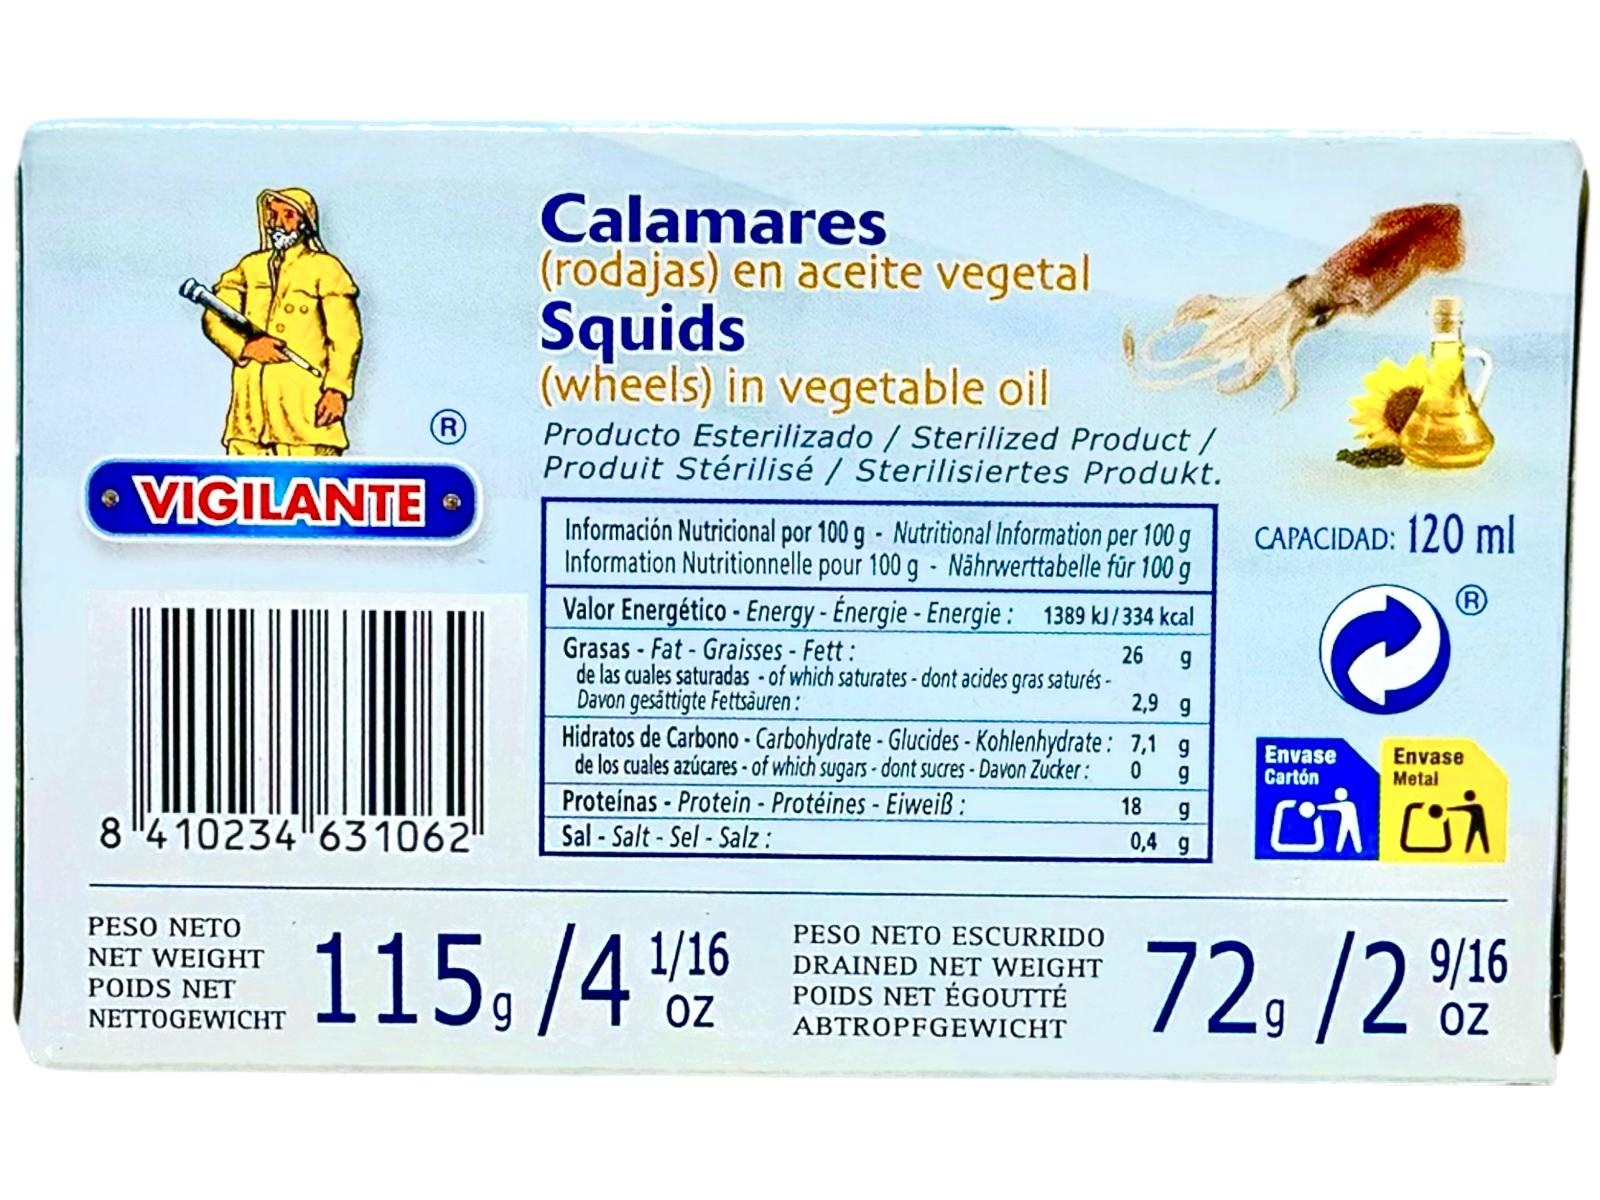 Calamares
(rodajas) en aceite vegetal
Squids
(wheels) in vegetable oil
Producto Esterilizado / Sterilized Product /
Produit Stérilisé / Sterilisiertes Produkt.
®
VIGILANTE
Información Nutricional por 100 g - Nutritional Information per 100 g
Information Nutritionnelle pour 100 g - Nährwerttabelle für 100 g
Valor Energético - Energy - Énergie - Energie : 1389 kJ / 334 kcal
Grasas - Fat - Graisses - Fett : 26 g
de las cuales saturadas - of which saturates - dont acides gras saturés -
Davon gesättigte Fettsäuren : 2,9 g
Hidratos de Carbono - Carbohydrate - Glucides - Kohlenhydrate : 7,1 g
de los cuales azúcares - of which sugars - dont sucres - Davon Zucker : 0 g
Proteínas - Protein - Protéines - Eiweiß : 18 g
Sal - Salt - Sel - Salz : 0,4 g
CAPACIDAD: 120 ml
®
Envase
Cartón
Envase
Metal
8 410234 631062
PESO NETO
NET WEIGHT
POIDS NET
NETTOGEWICHT
115g /4 1/16 oz
PESO NETO ESCURRIDO
DRAINED NET WEIGHT
POIDS NET ÉGOUTTÉ
ABTROPFGEWICHT
72g /2 9/16 oz